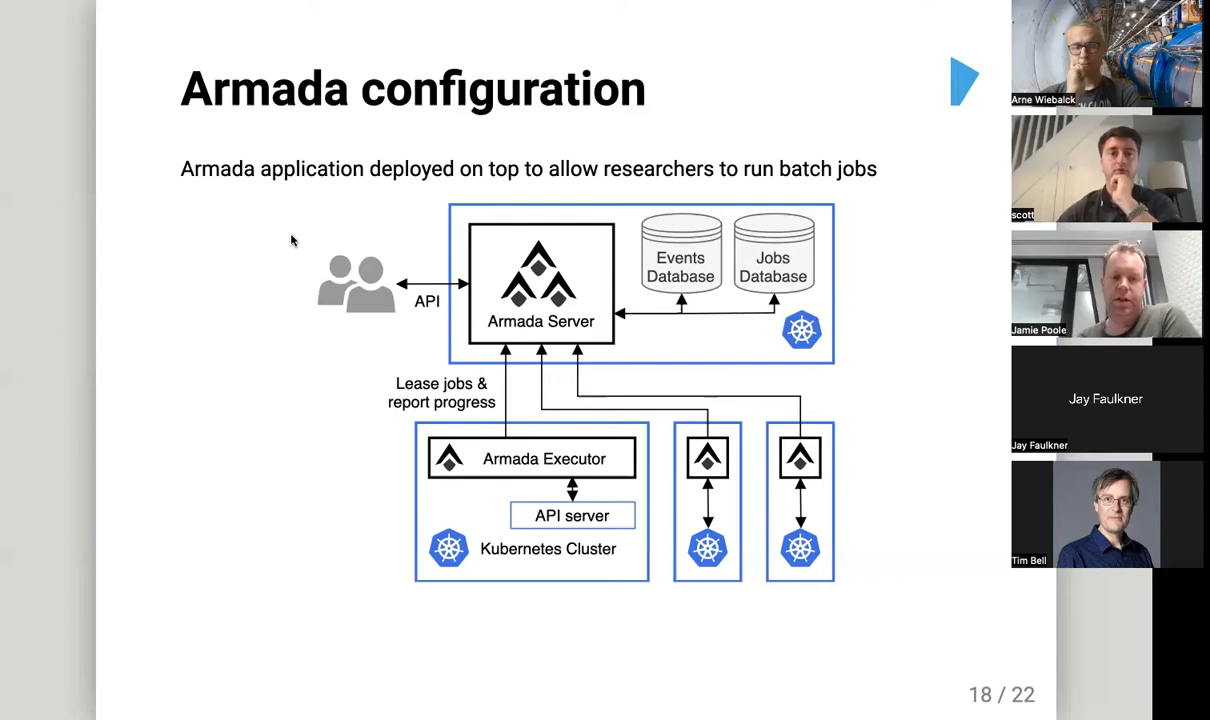 Armada configuration
Armada application deployed on top to allow researchers to run batch jobs
Events
Database
Jobs
Database
API
Armada Server
Lease jobs &
report progress
Armada Executor
API server
Kubernetes Cluster
18 / 22
Arne Wiebalck
scott
Jamie Poole
Jay Faulkner
Jay Faulkner
Tim Bell